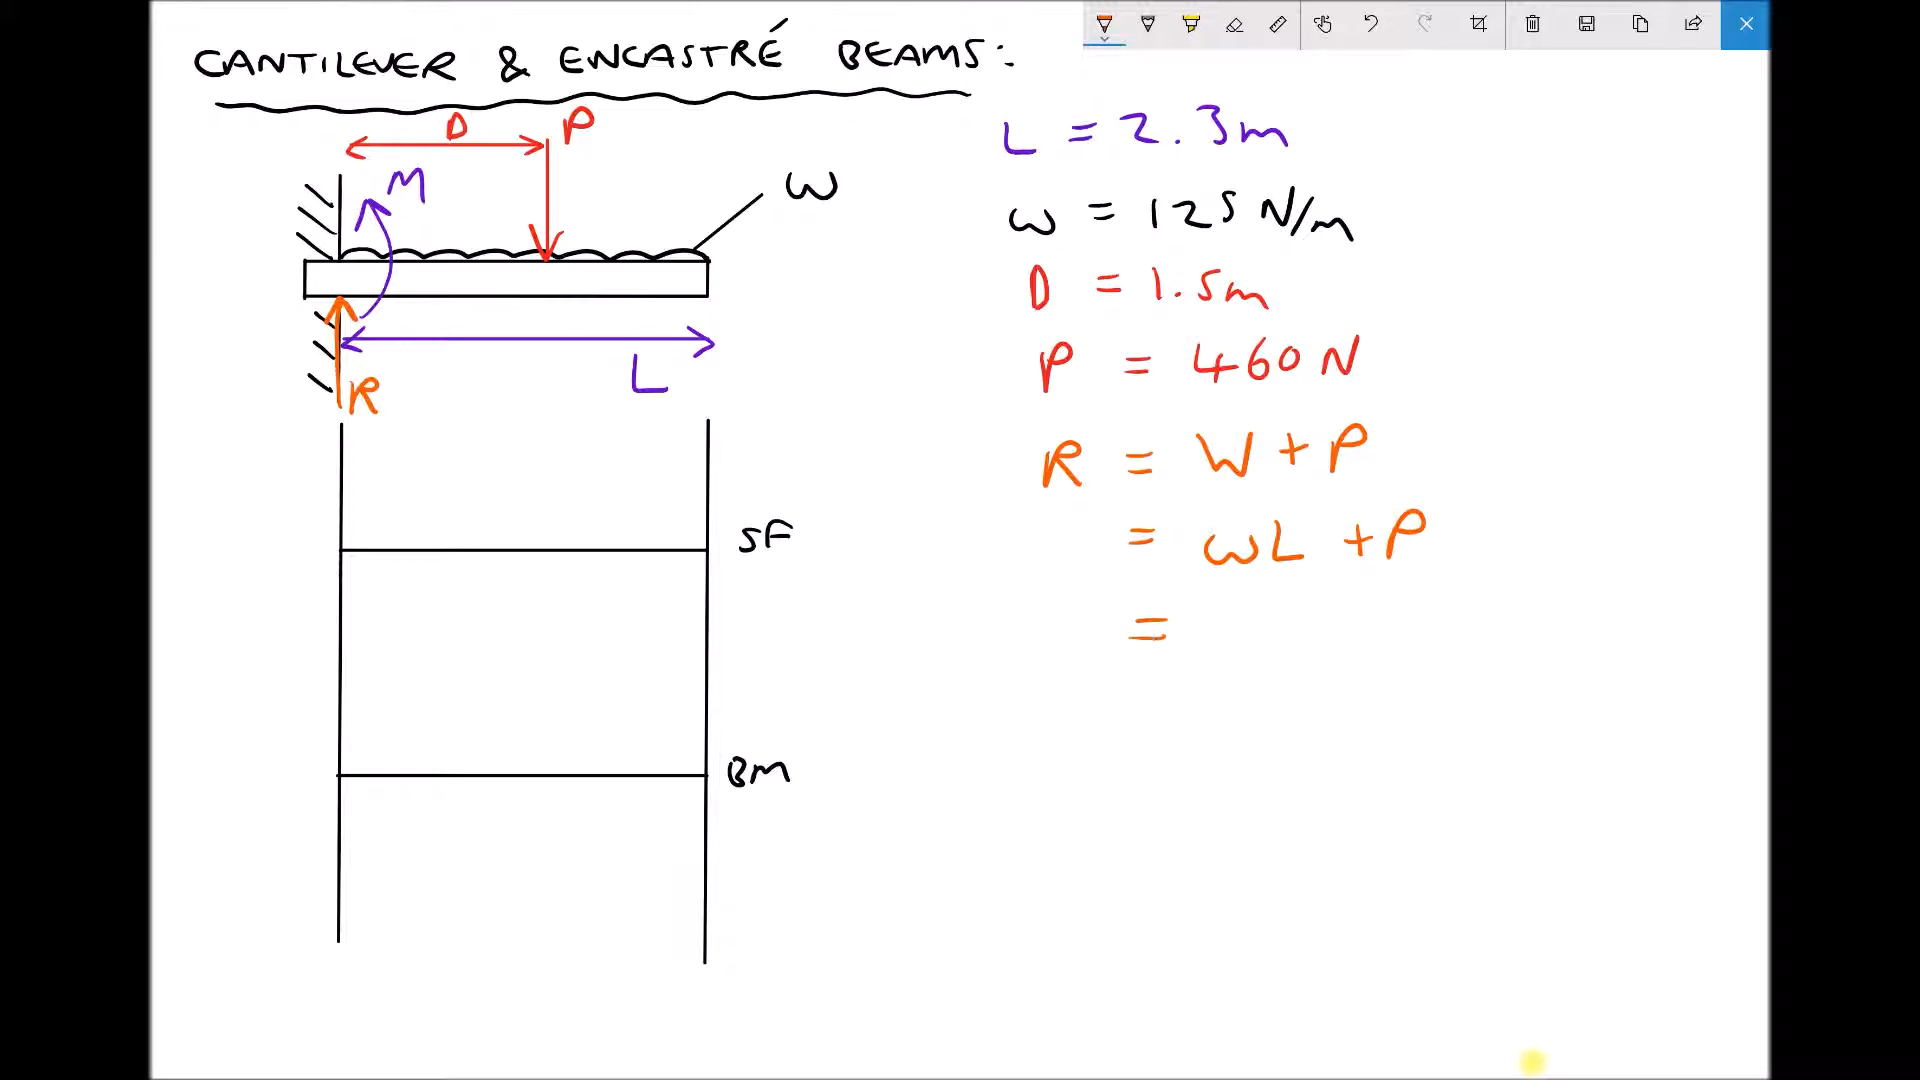 CANTILEVER & ENCASTRÉ BEAMS:
D
P
M
ω
R
L
SF
BM
L = 2.3m
ω = 125 N/m
D = 1.5m
P = 460 N
R = W + P
= ωL + P
=